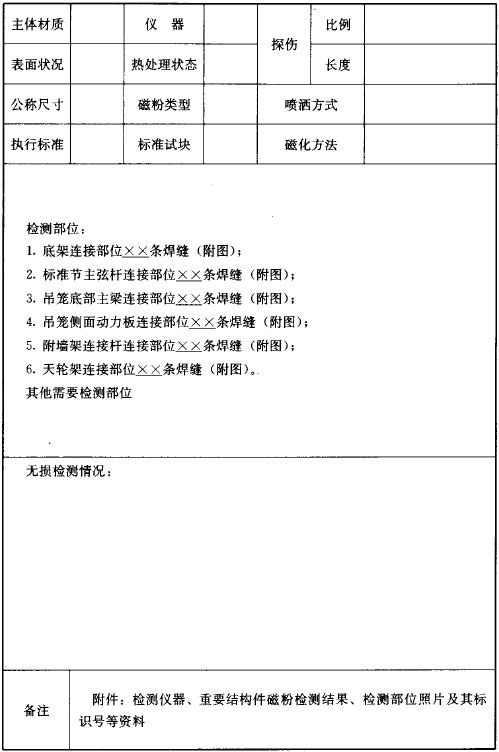 主体材质 仪 器 探伤 比例
表面状况 热处理状态 长度
公称尺寸 磁粉类型 喷洒方式
执行标准 标准试块 磁化方法
检测部位：
1. 底架连接部位××条焊缝（附图）；
2. 标准节主弦杆连接部位××条焊缝（附图）；
3. 吊笼底部主梁连接部位××条焊缝（附图）；
4. 吊笼侧面动力板连接部位××条焊缝（附图）；
5. 附墙架连接杆连接部位××条焊缝（附图）；
6. 天轮架连接部位××条焊缝（附图）。
其他需要检测部位
无损检测情况：
备注 附件：检测仪器、重要结构件磁粉检测结果、检测部位照片及其标
识号等资料